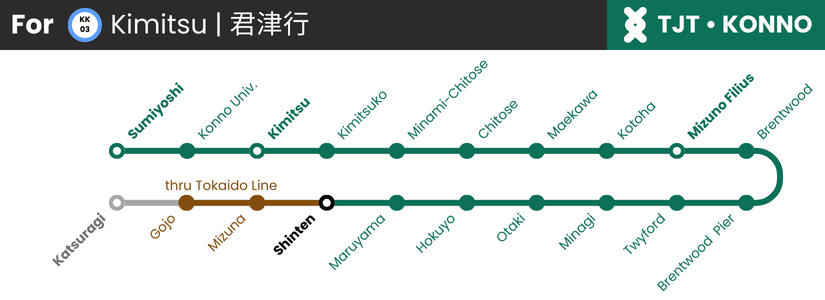 For KK 03 Kimitsu | 君津行 TJT • KONNO
Sumiyoshi
Konno Univ.
Kimitsu
Kimitsuko
Minami-Chitose
Chitose
Maekawa
Kotoha
Mizuno Filius
Brentwood
thru Tokaido Line
Katsuragi
Gojo
Mizuna
Shinten
Maruyama
Hokuyo
Otaki
Minagi
Twyford
Brentwood Pier